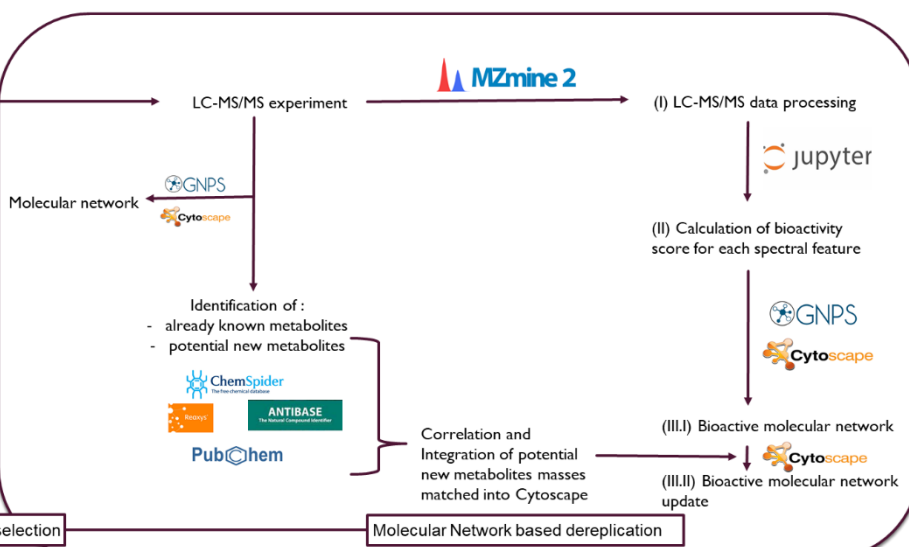 MZmine 2
LC-MS/MS experiment
(I) LC-MS/MS data processing
jupyter
GNPS
Molecular network
Cytoscape
(II) Calculation of bioactivity
score for each spectral feature
Identification of :
- already known metabolites
- potential new metabolites
GNPS
Cytoscape
ChemSpider
The free chemical database
Reaxys
ANTIBASE
The Natural Compound Identifier
PubChem
Correlation and
Integration of potential
new metabolites masses
matched into Cytoscape
(III.I) Bioactive molecular network
Cytoscape
(III.II) Bioactive molecular network
update
selection
Molecular Network based dereplication